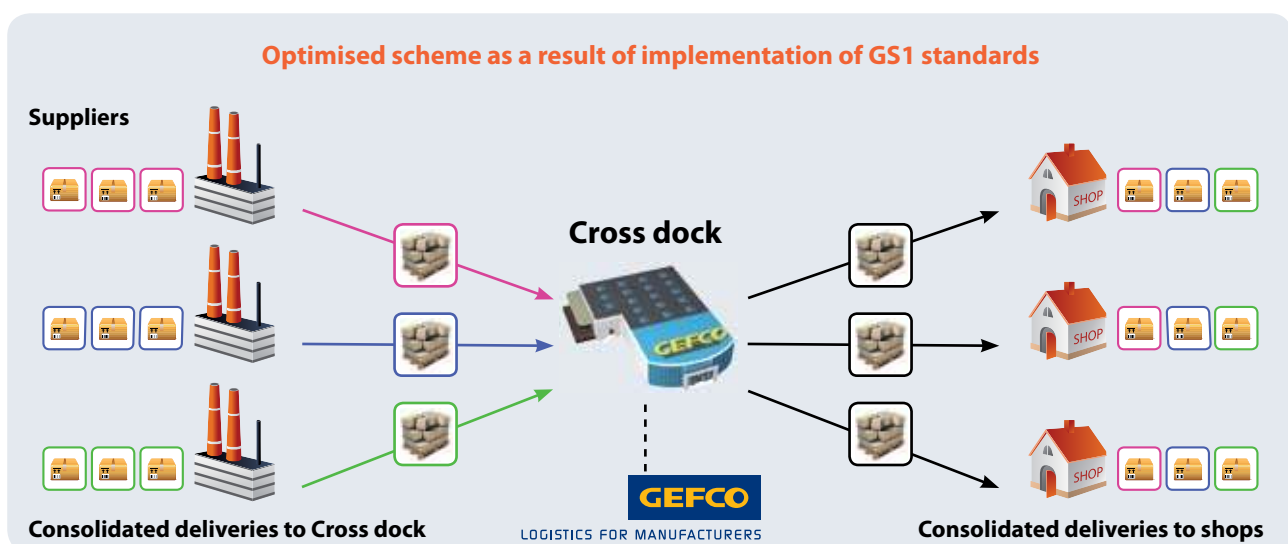 Optimised scheme as a result of implementation of GS1 standards
Suppliers
Cross dock
SHOP
GEFCO
SHOP
SHOP
GEFCO
LOGISTICS FOR MANUFACTURERS
Consolidated deliveries to Cross dock
Consolidated deliveries to shops